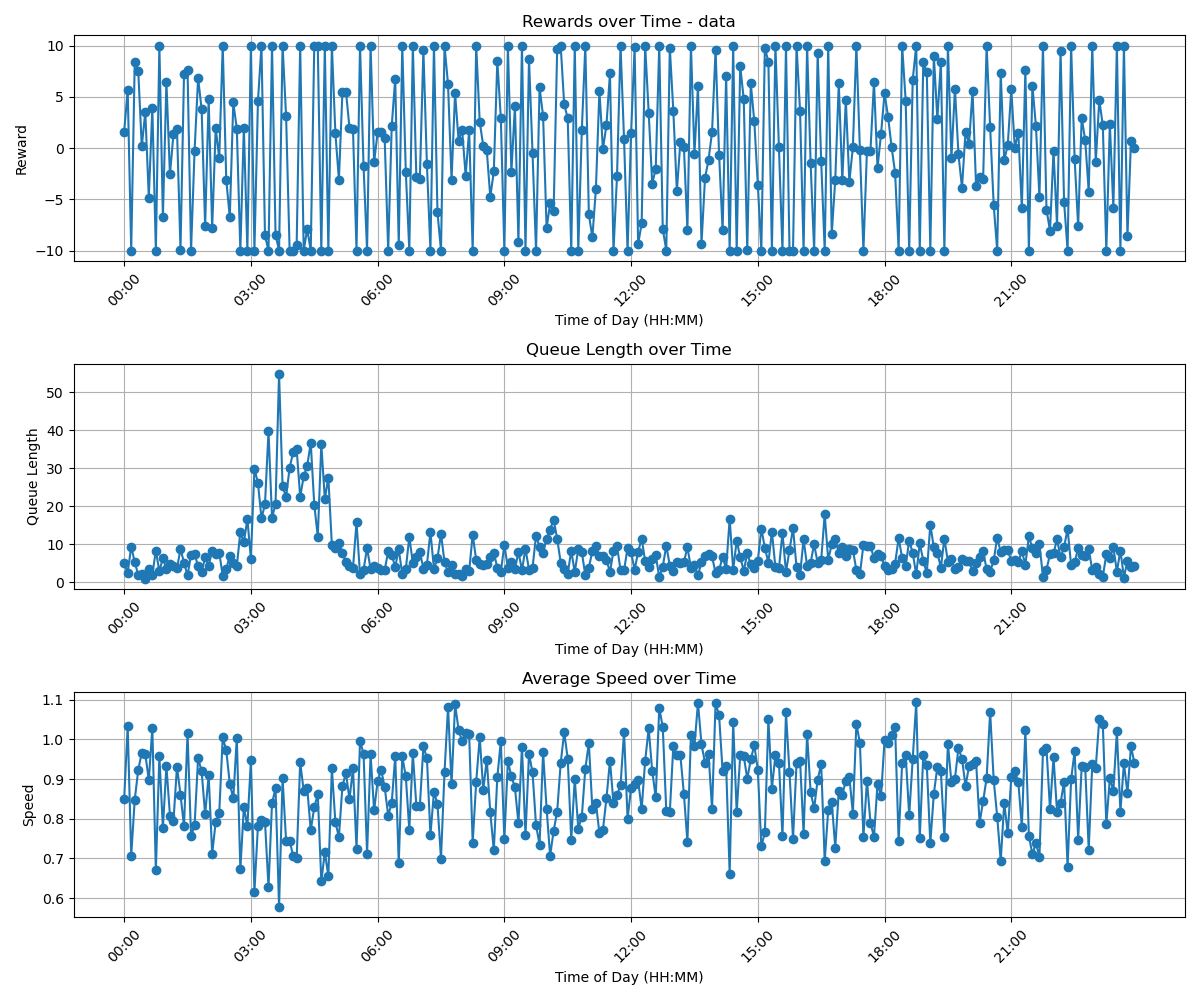 Rewards over Time - data
Reward
10
5
0
−5
−10
00:00 03:00 06:00 09:00 12:00 15:00 18:00 21:00
Time of Day (HH:MM)
Queue Length over Time
Queue Length
50
40
30
20
10
0
00:00 03:00 06:00 09:00 12:00 15:00 18:00 21:00
Time of Day (HH:MM)
Average Speed over Time
Speed
1.1
1.0
0.9
0.8
0.7
0.6
00:00 03:00 06:00 09:00 12:00 15:00 18:00 21:00
Time of Day (HH:MM)